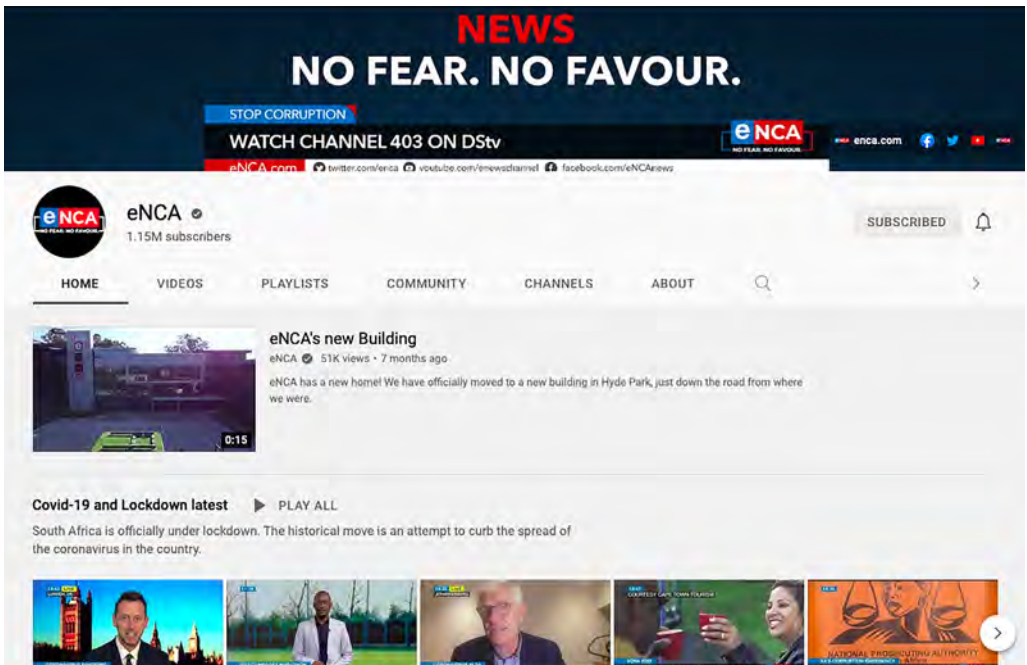 NEWS
NO FEAR. NO FAVOUR.
STOP CORRUPTION
WATCH CHANNEL 403 ON DStv
eNCA
NO FEAR. NO FAVOUR.
enca.com
eNCA.com twitter.com/enca youtube.com/enewschannel facebook.com/eNCAnews
eNCA
NO FEAR. NO FAVOUR.
eNCA
1.15M subscribers
SUBSCRIBED
HOME VIDEOS PLAYLISTS COMMUNITY CHANNELS ABOUT
eNCA's new Building
eNCA 51K views • 7 months ago
eNCA has a new home! We have officially moved to a new building in Hyde Park, just down the road from where
we were.
0:15
Covid-19 and Lockdown latest PLAY ALL
South Africa is officially under lockdown. The historical move is an attempt to curb the spread of
the coronavirus in the country.
COURTESY CAPE TOWN TOURISM
NATIONAL PROSECUTING AUTHORITY